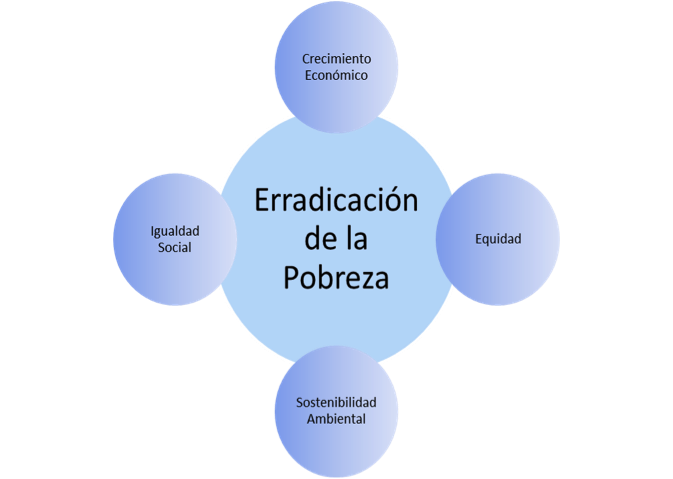 Crecimiento
Económico
Erradicación
de la
Pobreza
Igualdad
Social
Equidad
Sostenibilidad
Ambiental